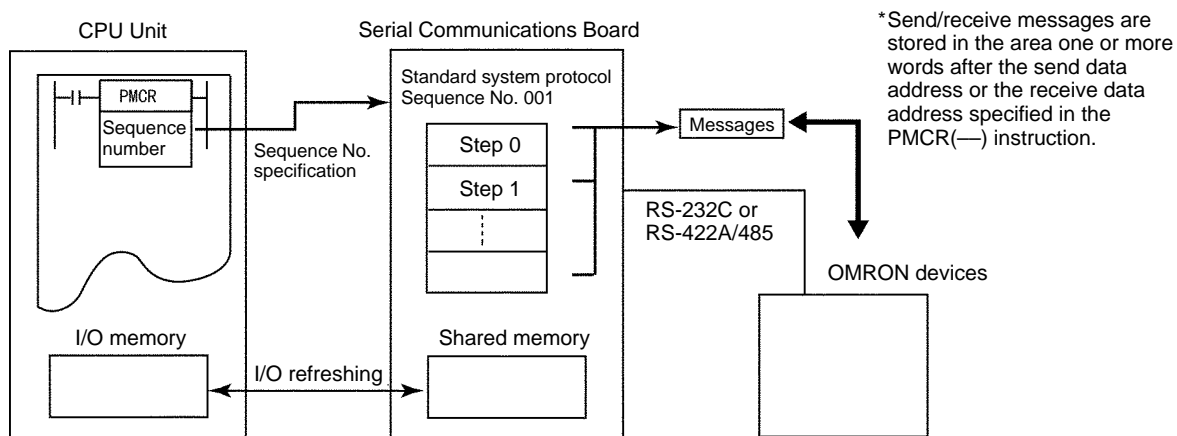 CPU Unit
PMCR
Sequence
number
Sequence No.
specification
I/O memory
I/O refreshing
Serial Communications Board
Standard system protocol
Sequence No. 001
Step 0
Step 1
Shared memory
Messages
RS-232C or
RS-422A/485
OMRON devices
*Send/receive messages are
stored in the area one or more
words after the send data
address or the receive data
address specified in the
PMCR(––) instruction.